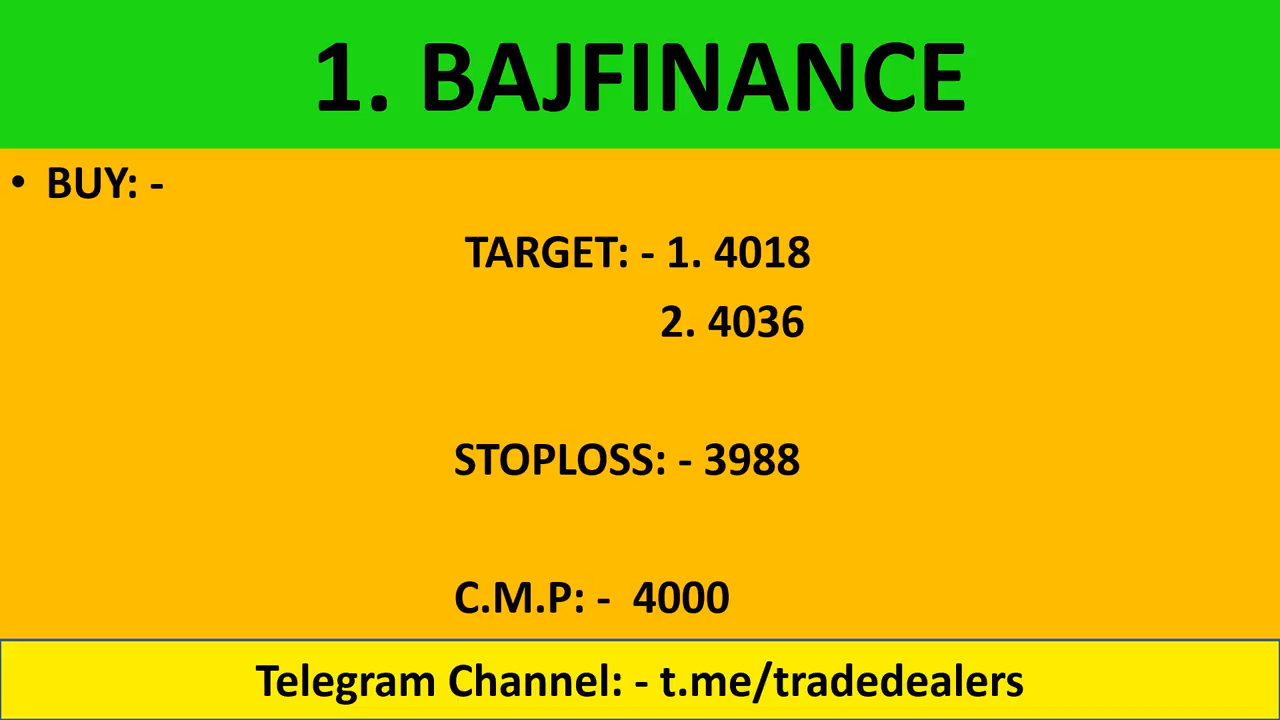 1. BAJFINANCE
• BUY: -
TARGET: - 1. 4018
2. 4036
STOPLOSS: - 3988
C.M.P: - 4000
Telegram Channel: - t.me/tradedealers